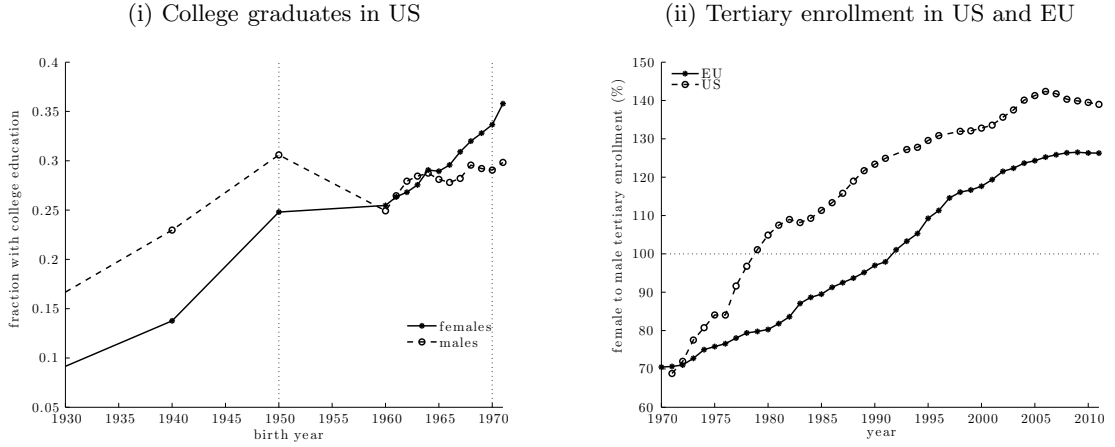 (i) College graduates in US
0.4
0.35
0.3
0.25
0.2
0.15
0.1
0.05
fraction with college education
females
males
1930 1935 1940 1945 1950 1955 1960 1965 1970
birth year
(ii) Tertiary enrollment in US and EU
150
140
130
120
110
100
90
80
70
60
female to male tertiary enrollment (%)
EU
US
1970 1975 1980 1985 1990 1995 2000 2005 2010
year